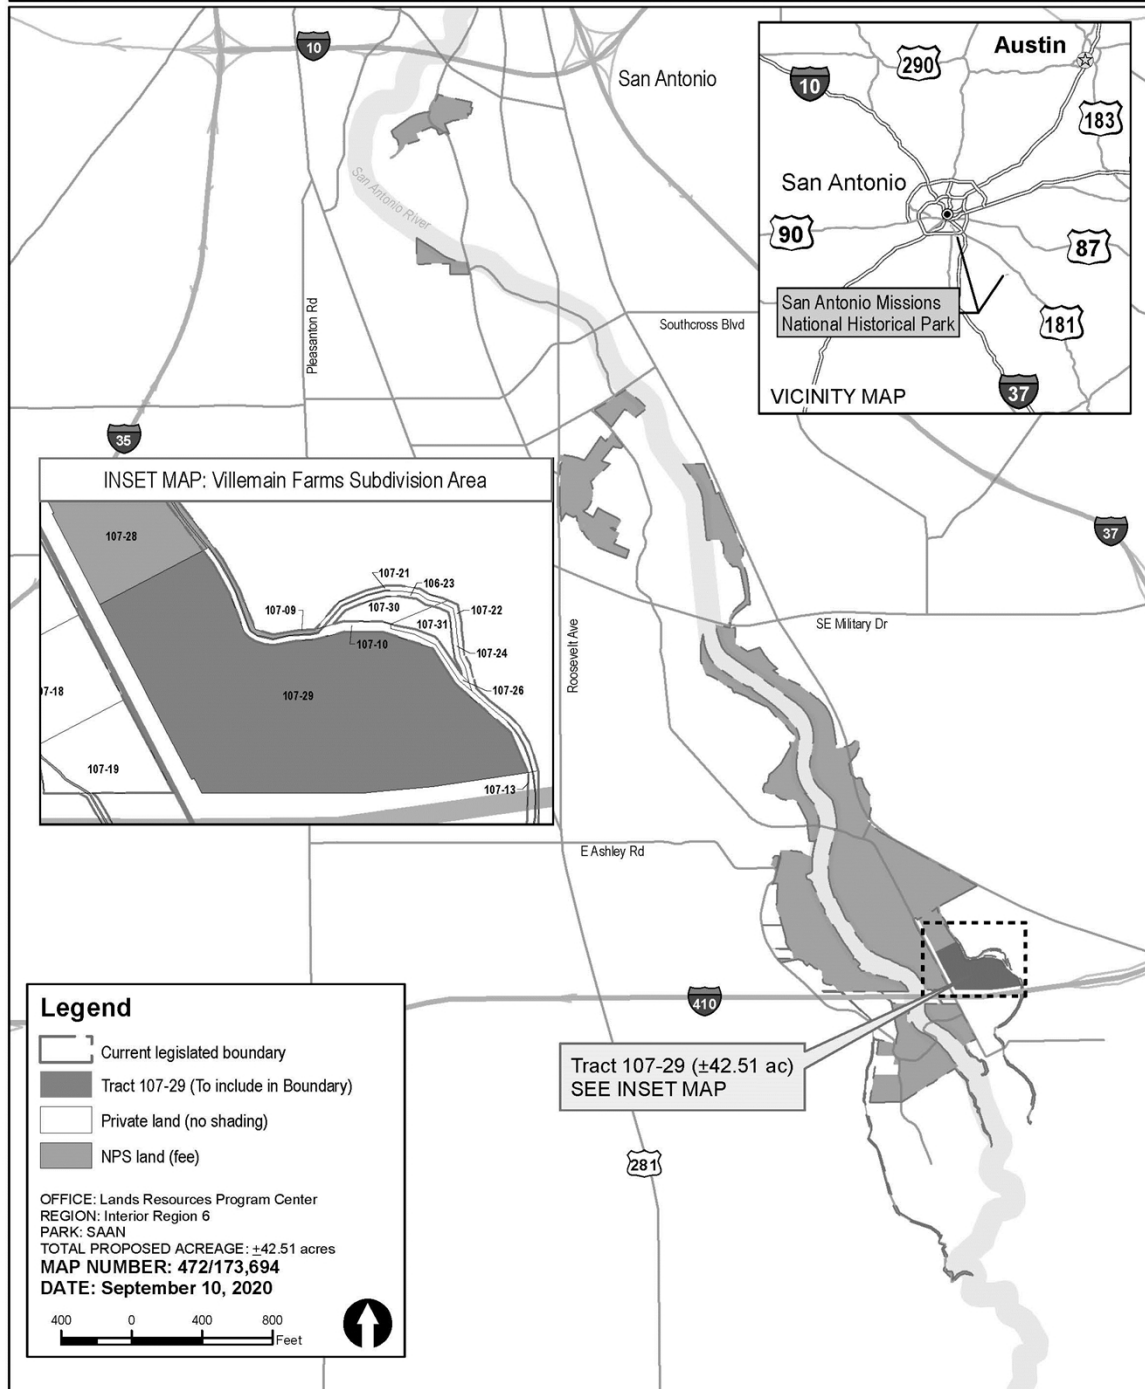 10
San Antonio
San Antonio River
Pleasanton Rd
Southcross Blvd
35
37
SE Military Dr
Roosevelt Ave
E Ashley Rd
410
281
Tract 107-29 (±42.51 ac)
SEE INSET MAP
Austin
290
10
183
San Antonio
90
87
San Antonio Missions
National Historical Park
181
37
VICINITY MAP
INSET MAP: Villemain Farms Subdivision Area
107-28
107-21
106-23
107-09
107-30
107-22
107-31
107-10
107-24
107-29
107-26
07-18
107-19
107-13
Legend
Current legislated boundary
Tract 107-29 (To include in Boundary)
Private land (no shading)
NPS land (fee)
OFFICE: Lands Resources Program Center
REGION: Interior Region 6
PARK: SAAN
TOTAL PROPOSED ACREAGE: ±42.51 acres
MAP NUMBER: 472/173,694
DATE: September 10, 2020
400 0 400 800
Feet